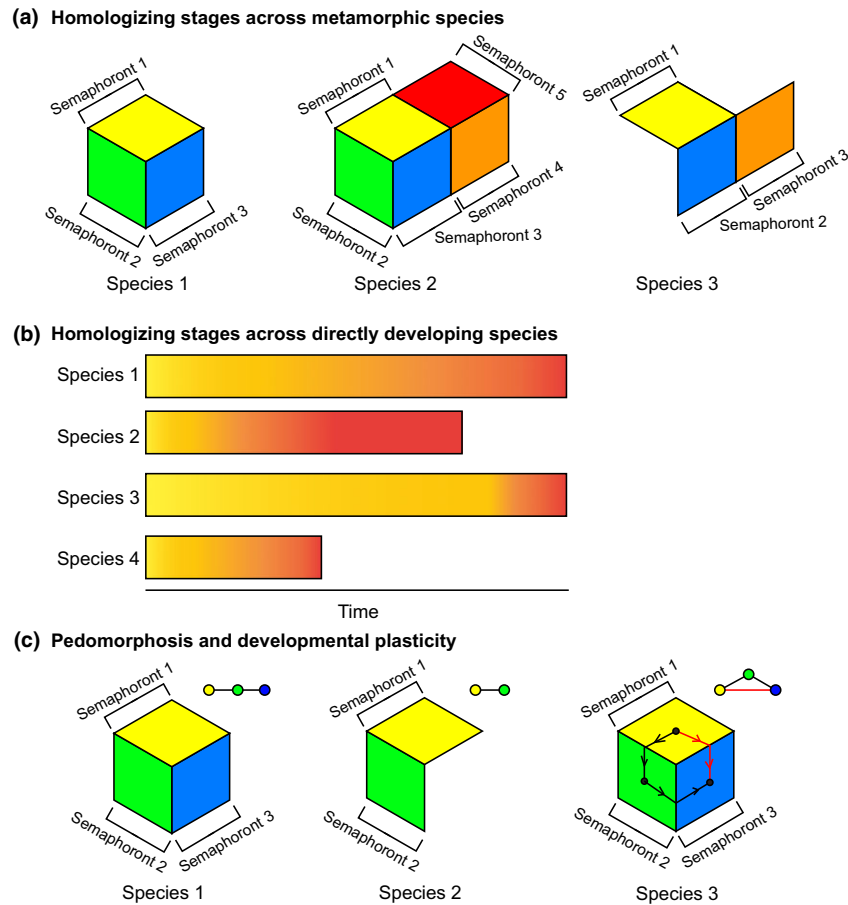 (a) Homologizing stages across metamorphic species
Semaphoront 1
Semaphoront 2
Semaphoront 3
Species 1
Semaphoront 1
Semaphoront 5
Semaphoront 4
Semaphoront 2
Semaphoront 3
Species 2
Semaphoront 1
Semaphoront 3
Semaphoront 2
Species 3
(b) Homologizing stages across directly developing species
Species 1
Species 2
Species 3
Species 4
Time
(c) Pedomorphosis and developmental plasticity
Semaphoront 1
Semaphoront 2
Semaphoront 3
Species 1
Semaphoront 1
Semaphoront 2
Species 2
Semaphoront 1
Semaphoront 2
Semaphoront 3
Species 3